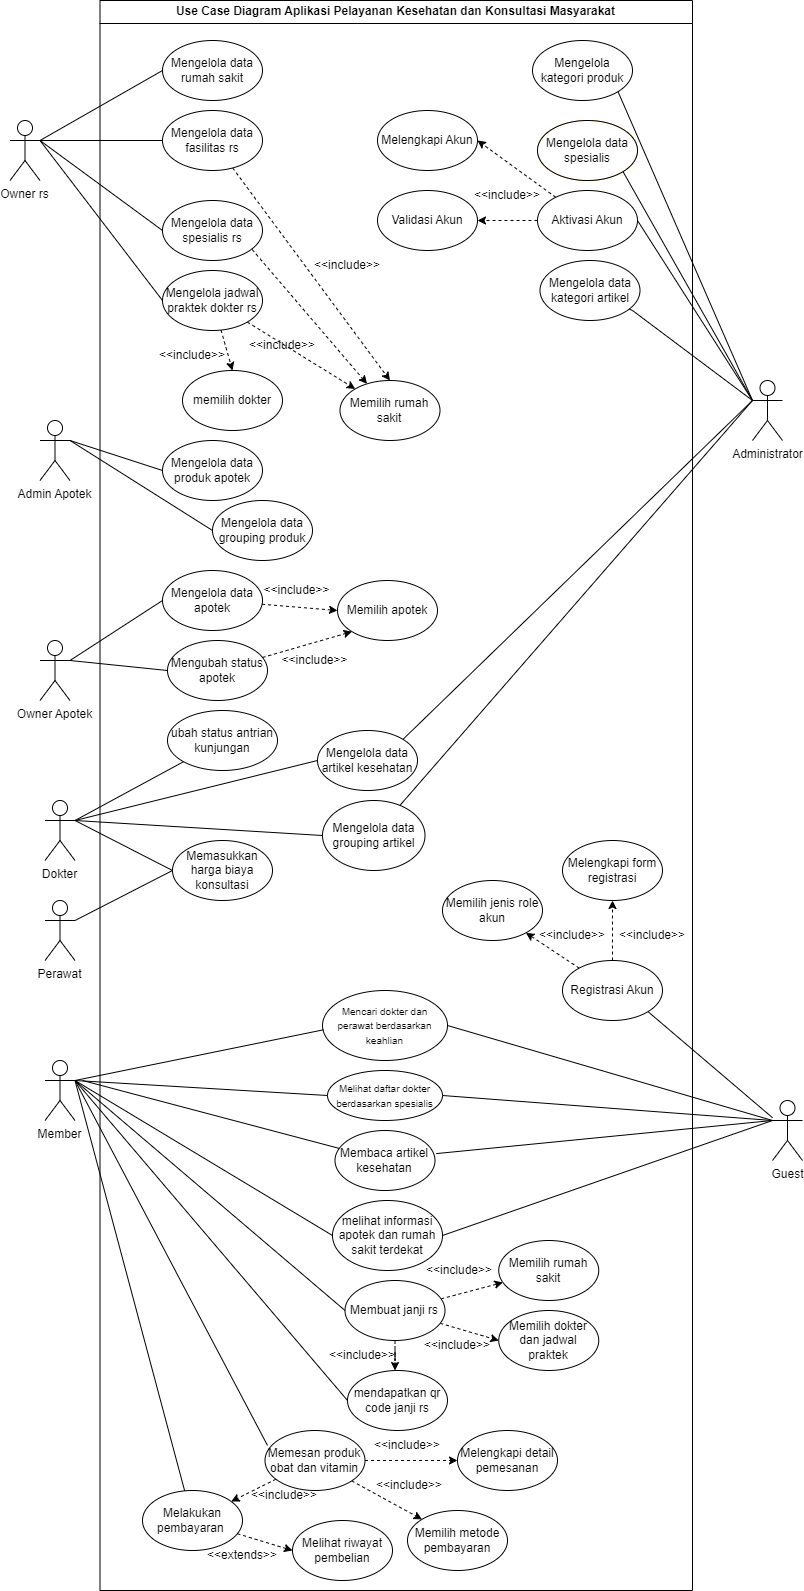 Use Case Diagram Aplikasi Pelayanan Kesehatan dan Konsultasi Masyarakat
Mengelola data
rumah sakit
Mengelola
kategori produk
Mengelola data
fasilitas rs
Melengkapi Akun
Mengelola data
spesialis
Owner rs
<<include>>
Mengelola data
spesialis rs
Validasi Akun
Aktivasi Akun
<<include>>
Mengelola jadwal
praktek dokter rs
Mengelola data
kategori artikel
<<include>>
<<include>>
memilih dokter
Memilih rumah
sakit
Administrator
Admin Apotek
Mengelola data
produk apotek
Mengelola data
grouping produk
Mengelola data
apotek
<<include>>
Memilih apotek
Mengubah status
apotek
<<include>>
Owner Apotek
ubah status antrian
kunjungan
Mengelola data
artikel kesehatan
Mengelola data
grouping artikel
Dokter
Memasukkan
harga biaya
konsultasi
Melengkapi form
registrasi
Memilih jenis role
akun
<<include>>
<<include>>
Perawat
Registrasi Akun
Mencari dokter dan
perawat berdasarkan
keahlian
Melihat daftar dokter
berdasarkan spesialis
Member
Membaca artikel
kesehatan
Guest
melihat informasi
apotek dan rumah
sakit terdekat
<<include>>
Memilih rumah
sakit
Membuat janji rs
<<include>>
Memilih dokter
dan jadwal
praktek
<<include>>
mendapatkan qr
code janji rs
Memesan produk
obat dan vitamin
<<include>>
Melengkapi detail
pemesanan
<<include>>
<<include>>
Melakukan
pembayaran
Memilih metode
pembayaran
<<extends>>
Melihat riwayat
pembelian